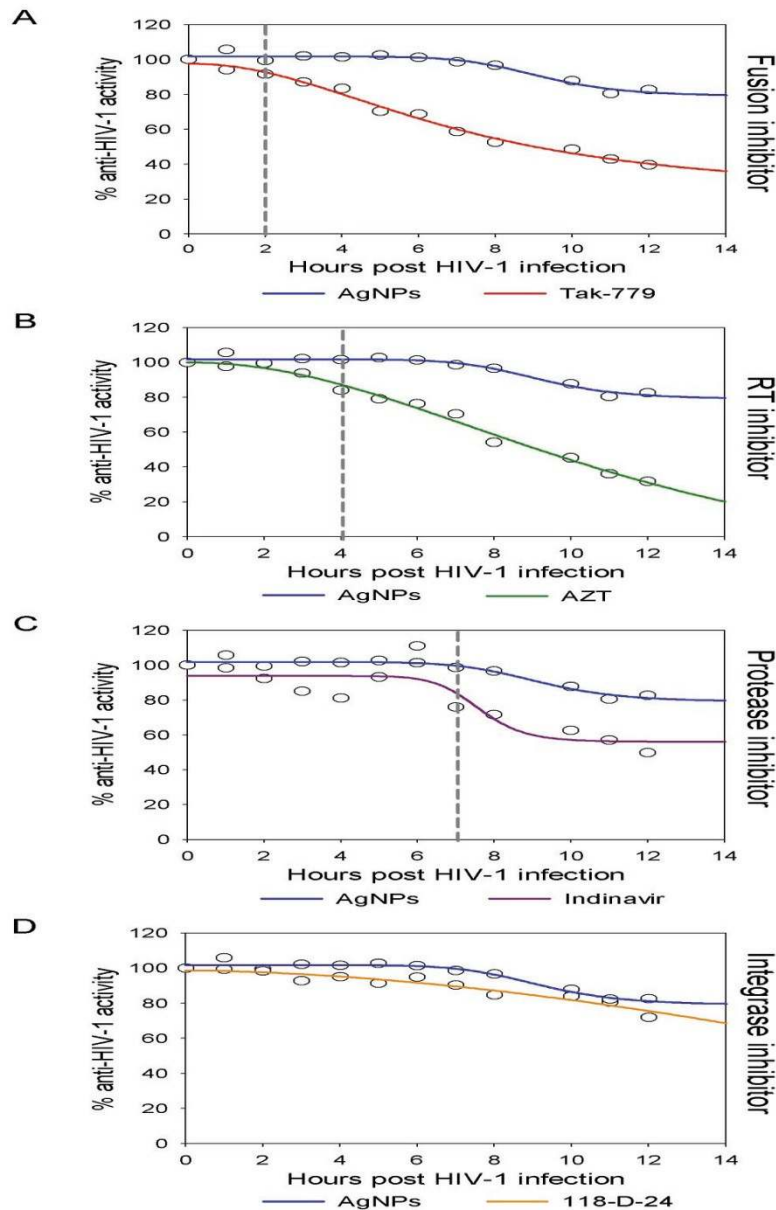 A
% anti-HIV-1 activity
120
100
80
60
40
20
0
0 2 4 6 8 10 12 14
Hours post HIV-1 infection
AgNPs Tak-779
Fusion inhibitor
B
% anti-HIV-1 activity
120
100
80
60
40
20
0
0 2 4 6 8 10 12 14
Hours post HIV-1 infection
AgNPs AZT
RT inhibitor
C
% anti-HIV-1 activity
120
100
80
60
40
20
0
0 2 4 6 8 10 12 14
Hours post HIV-1 infection
AgNPs Indinavir
Protease inhibitor
D
% anti-HIV-1 activity
120
100
80
60
40
20
0
0 2 4 6 8 10 12 14
Hours post HIV-1 infection
AgNPs 118-D-24
Integrase inhibitor